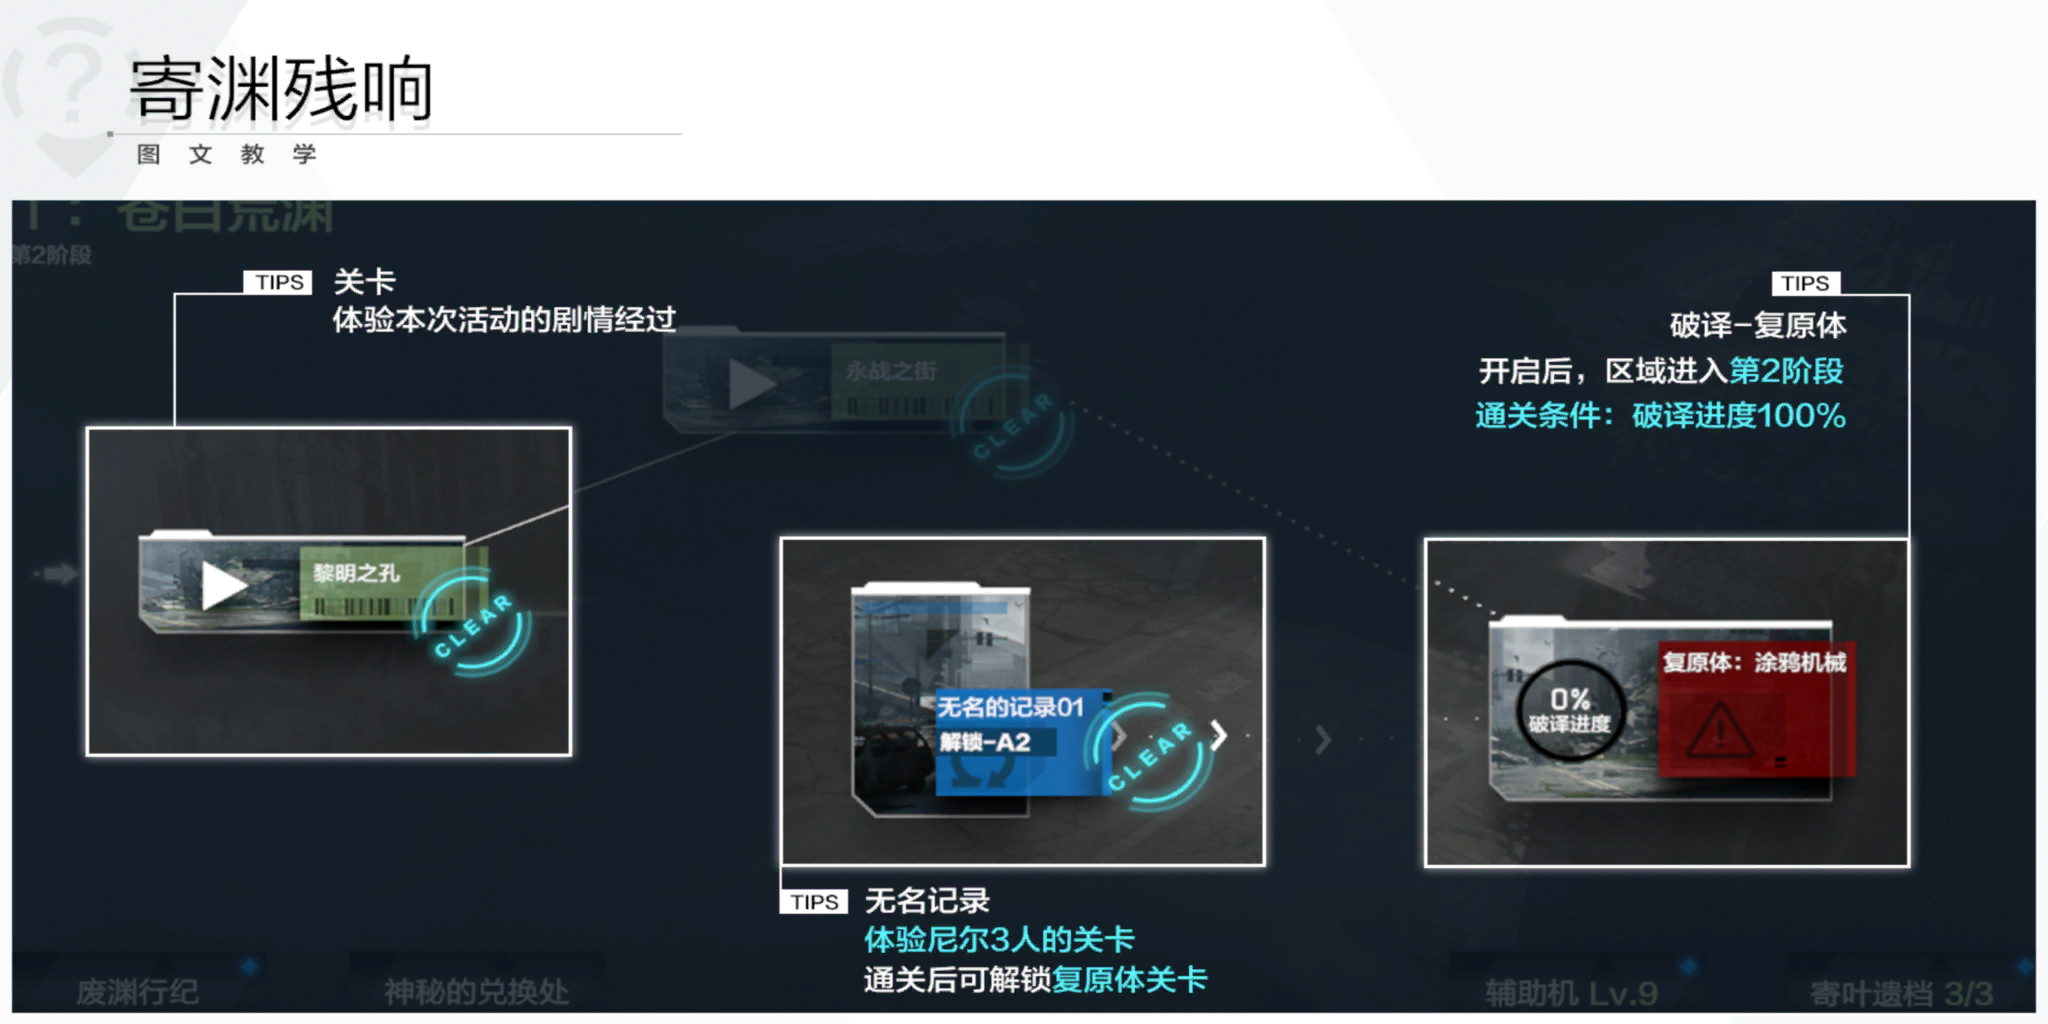 寄渊残响
图文教学
苍白荒渊
第2阶段
TIPS
关卡
体验本次活动的剧情经过
TIPS
破译-复原体
开启后，区域进入第2阶段
通关条件：破译进度100%
永战之街
CLEAR
黎明之孔
CLEAR
无名的记录01
解锁-A2
CLEAR
0%
破译进度
复原体：涂鸦机械
TIPS
无名记录
体验尼尔3人的关卡
通关后可解锁复原体关卡
废渊行纪
神秘的兑换处
辅助机 Lv.9
寄叶遗档 3/3